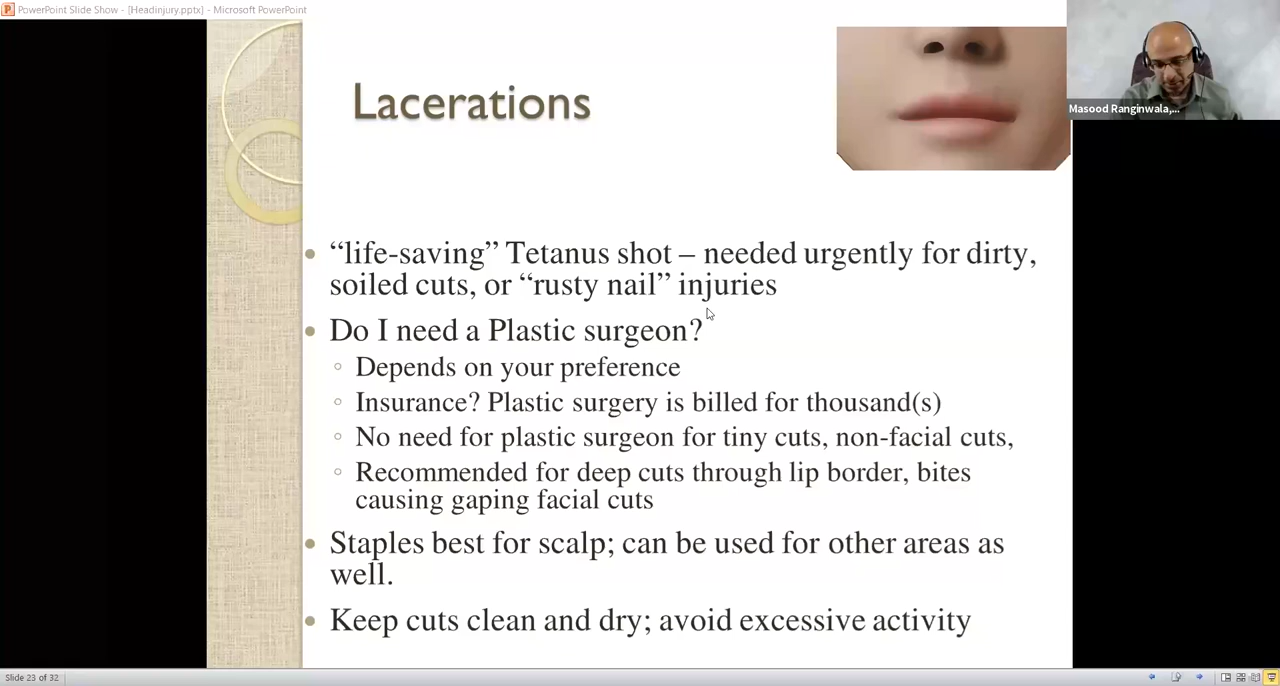 PowerPoint Slide Show - [Headinjury.pptx] - Microsoft PowerPoint
Masood Ranginwala,...
Lacerations
“life-saving” Tetanus shot – needed urgently for dirty,
soiled cuts, or “rusty nail” injuries
Do I need a Plastic surgeon?
Depends on your preference
Insurance? Plastic surgery is billed for thousand(s)
No need for plastic surgeon for tiny cuts, non-facial cuts,
Recommended for deep cuts through lip border, bites
causing gaping facial cuts
Staples best for scalp; can be used for other areas as
well.
Keep cuts clean and dry; avoid excessive activity
Slide 23 of 32